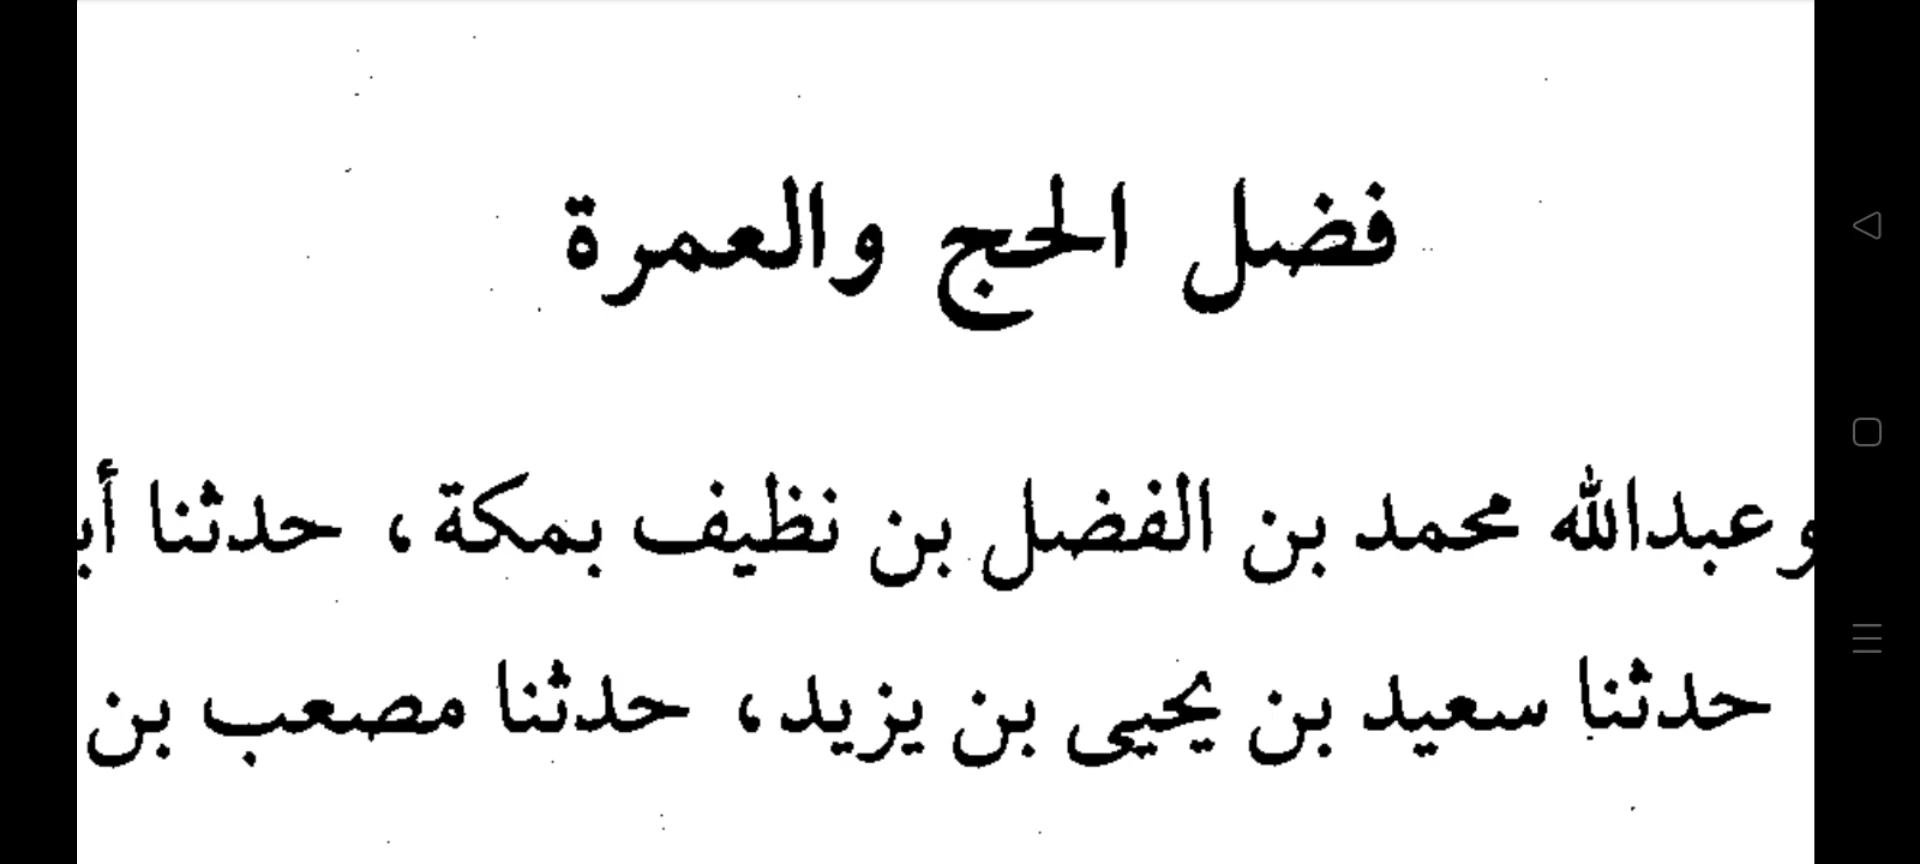 فضل الحج والعمرة
وعبدالله محمد بن الفضل بن نظيف بمكة، حدثنا أبـ
حدثنا سعيد بن يحيى بن يزيد، حدثنا مصعب بن